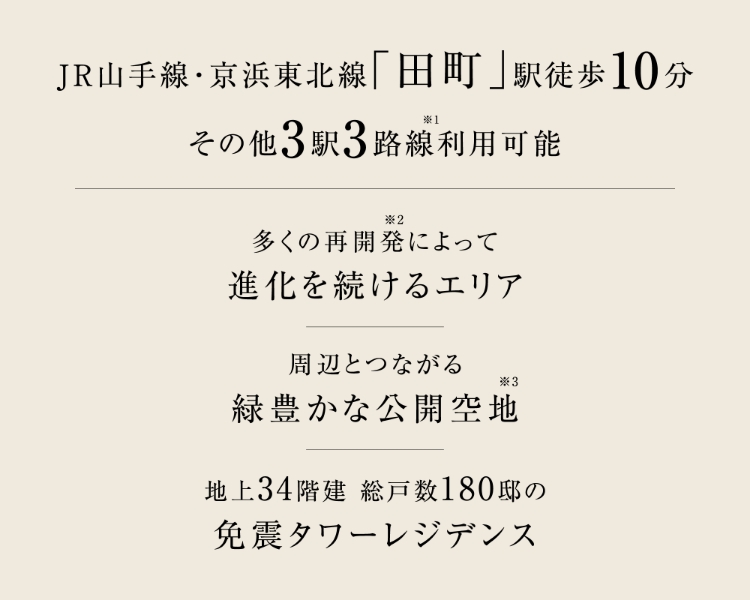 JR山手線・京浜東北線「田町」駅徒歩10分
その他3駅3路線※1利用可能
多くの再開発※2によって
進化を続けるエリア
周辺とつながる
緑豊かな公開空地※3
地上34階建 総戸数180邸の
免震タワーレジデンス